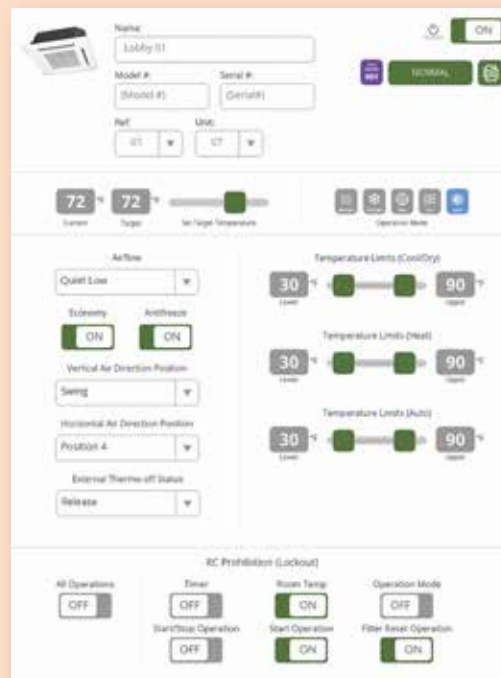 Name:
ON
Lobby 01
NORMAL
Model #: Serial #:
(Model #) (Serial#)
Ref: Unit:
01 07
72 °F 72 °F
Current Target Set Target Temperature Operation Mode
Airflow
Quiet Low
Economy Antifreeze
ON ON
Vertical Air Direction Position
Swing
Horizontal Air Direction Position
Position 4
External Thermo-off Status
Release
Temperature Limits (Cool/Dry)
30 °F 90 °F
Lower Upper
Temperature Limits (Heat)
30 °F 90 °F
Lower Upper
Temperature Limits (Auto)
30 °F 90 °F
Lower Upper
RC Prohibition (Lockout)
All Operations Timer Room Temp Operation Mode
OFF OFF ON OFF
Start/Stop Operation Start Operation Filter Reset Operation
OFF ON ON